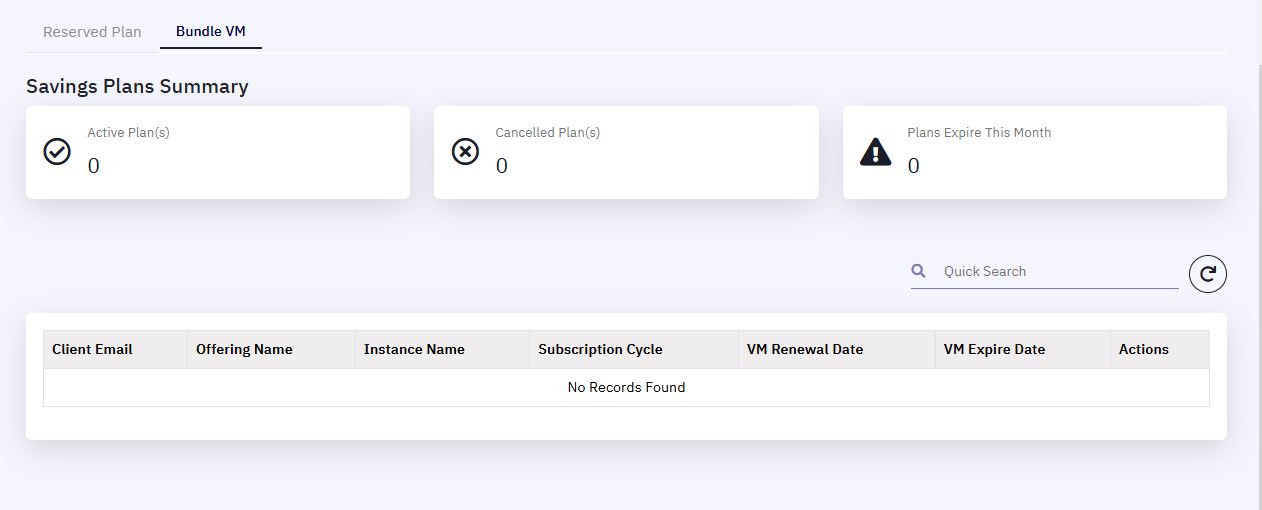 Reserved Plan Bundle VM
Savings Plans Summary
Active Plan(s) Cancelled Plan(s) Plans Expire This Month
0 0 0
Quick Search
Client Email Offering Name Instance Name Subscription Cycle VM Renewal Date VM Expire Date Actions
No Records Found